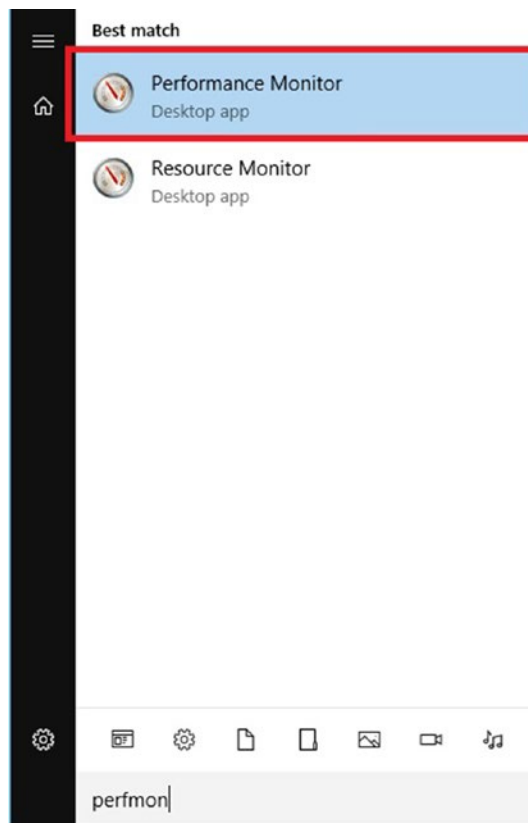 Best match
Performance Monitor
Desktop app
Resource Monitor
Desktop app
perfmon